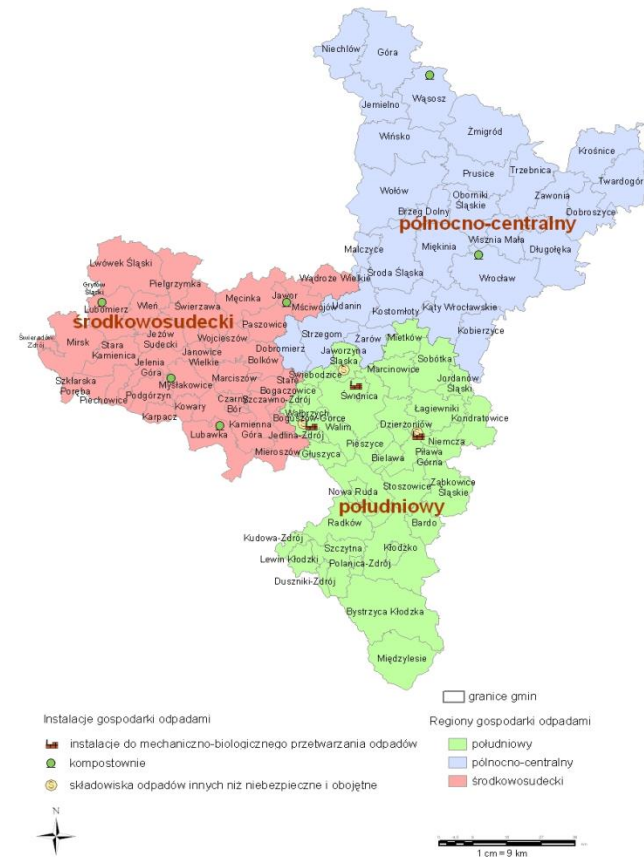 Niechlów
Góra
Wąsosz
Jemielno
Wińsko
Żmigród
Krośnice
Prusice
Trzebnica
Twardogór
Wołów
Oborniki
Śląskie
Zawonia
Brzeg Dolny
Dobroszyce
północno-centralny
Wisznia Mała
Malczyce
Miękinia
Długołęka
Lwówek Śląski
Środa Śląska
Wrocław
Pielgrzymka
Wądroże Wielkie
Gryfów
Śląski
Męcinka
Jawor
Udanin
Kostomłoty
Kąty Wrocławskie
Lubomierz
Wleń
Świerzawa
Mściwojów
środkowosudecki
Paszowice
Strzegom
Żarów
Mietków
Kobierzyce
Świeradów
Zdrój
Mirsk
Stara
Kamienica
Jeżów
Sudecki
Wojcieszów
Janowice
Wielkie
Dobromierz
Bolków
Jaworzyna
Śląska
Sobótka
Jelenia
Góra
Świebodzice
Marcinowice
Szklarska
Poręba
Piechowice
Podgórzyn
Mysłakowice
Marciszów
Stare
Bogaczowice
Jordanów
Śląski
Świdnica
Karpacz
Kowary
Czarny
Bór
Szczawno-Zdrój
Łagiewniki
Kondratowice
Wałbrzych
Boguszów-Gorce
Walim
Dzierżoniów
Lubawka
Kamienna
Góra
Jedlina-Zdrój
Niemcza
Mieroszów
Głuszyca
Pieszyce
Bielawa
Piława
Górna
Nowa Ruda
Stoszowice
Ząbkowice
Śląskie
południowy
Radków
Bardo
Kudowa-Zdrój
Szczytna
Kłodzko
Lewin Kłodzki
Polanica-Zdrój
Duszniki-Zdrój
Bystrzyca Kłodzka
Międzylesie
granice gmin
Instalacje gospodarki odpadami
Regiony gospodarki odpadami
instalacje do mechaniczno-biologicznego przetwarzania odpadów
południowy
kompostownie
północno-centralny
składowiska odpadów innych niż niebezpieczne i obojętne
środkowosudecki
N
1 cm = 9 km